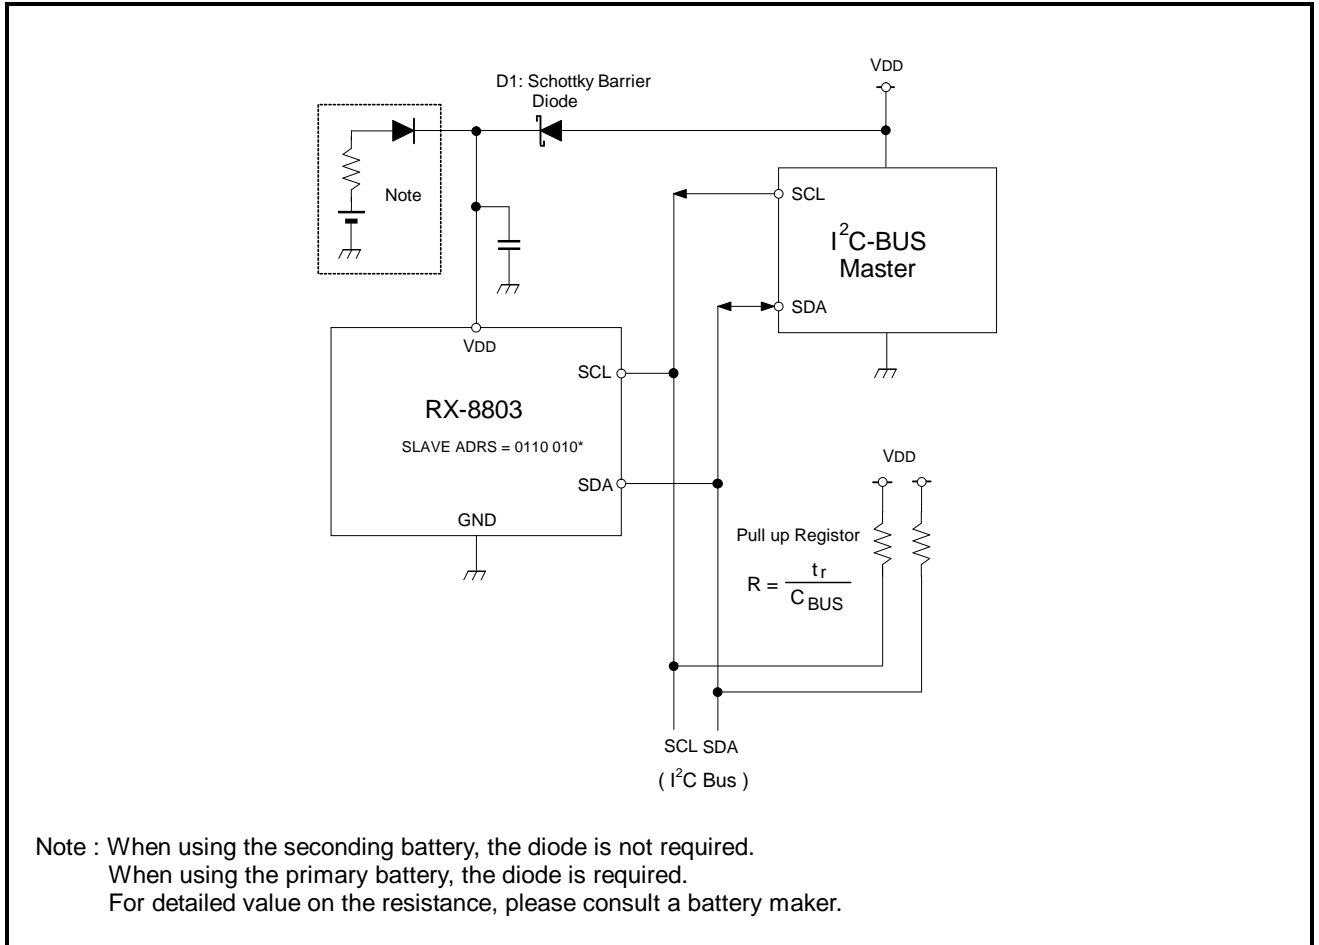 D1: Schottky Barrier
Diode
VDD
Note
SCL
I²C-BUS
Master
SDA
VDD
SCL
RX-8803
SLAVE ADRS = 0110 010*
SDA
GND
VDD
Pull up Registor
R = tr / CBUS
SCL SDA
( I²C Bus )
Note : When using the seconding battery, the diode is not required.
When using the primary battery, the diode is required.
For detailed value on the resistance, please consult a battery maker.